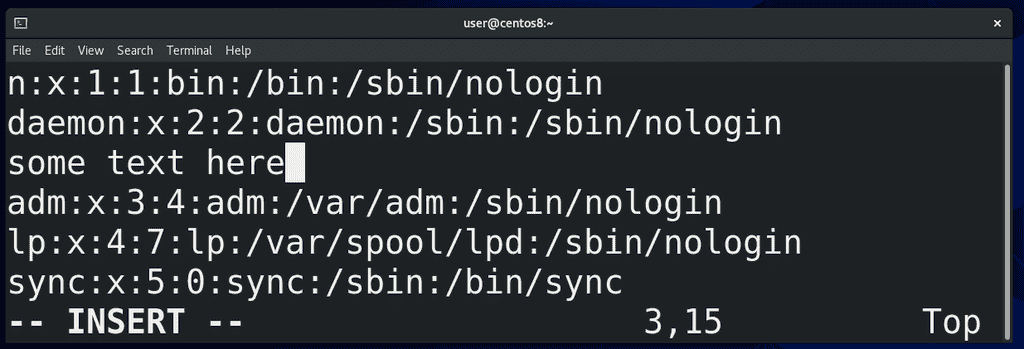 user@centos8:~
File Edit View Search Terminal Help
n:x:1:1:bin:/bin:/sbin/nologin
daemon:x:2:2:daemon:/sbin:/sbin/nologin
some text here
adm:x:3:4:adm:/var/adm:/sbin/nologin
lp:x:4:7:lp:/var/spool/lpd:/sbin/nologin
sync:x:5:0:sync:/sbin:/bin/sync
-- INSERT -- 3,15 Top